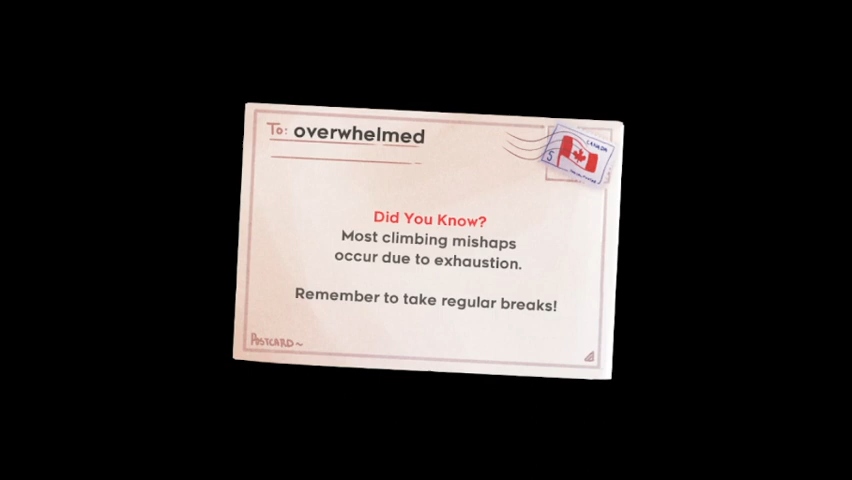 To: overwhelmed
CANADA
5
Did You Know?
Most climbing mishaps
occur due to exhaustion.
Remember to take regular breaks!
POSTCARD~